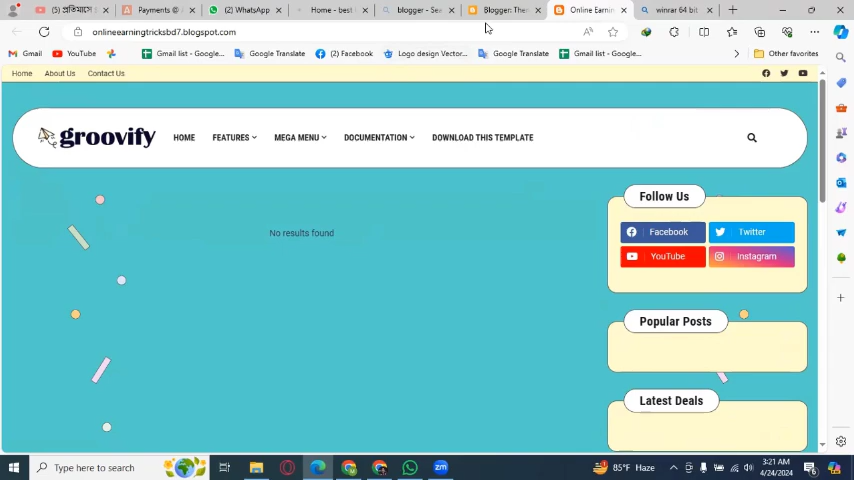 (5) প্রতিমাসে
Payments @
(2) WhatsApp
Home - best
blogger - Sea
Blogger: The
Online Earnin
winrar 64 bit
onlineearningtricksbd7.blogspot.com
Gmail
YouTube
Gmail list — ©...
Google Translate
(2) Facebook
Logo design Vector,...
Google Translate
Gmail list — ©...
Other favorites
Home
About Us
Contact Us
groovify
HOME
FEATURES
MEGA MENU
DOCUMENTATION
DOWNLOAD THIS TEMPLATE
No results found
Follow Us
Facebook
Twitter
YouTube
Instagram
Popular Posts
Latest Deals
Type here to search
85°F Haze
3:21 AM
4/24/2024
6